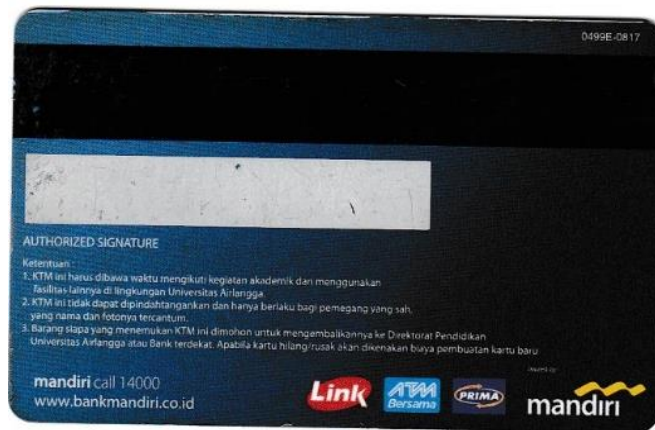 0499E-0817
AUTHORIZED SIGNATURE
Ketentuan :
1. KTM ini harus dibawa waktu mengikuti kegiatan akademik dan menggunakan
fasilitas lainnya di lingkungan Universitas Airlangga.
2. KTM ini tidak dapat dipindahtangankan dan hanya berlaku bagi pemegang yang sah,
yang nama dan fotonya tercantum.
3. Barang siapa yang menemukan KTM ini dimohon untuk mengembalikannya ke Direktorat Pendidikan
Universitas Airlangga atau Bank terdekat. Apabila kartu hilang/rusak akan dikenakan biaya pembuatan kartu baru
mandiri call 14000
www.bankmandiri.co.id
Link
ATM
Bersama
PRIMA
mandiri